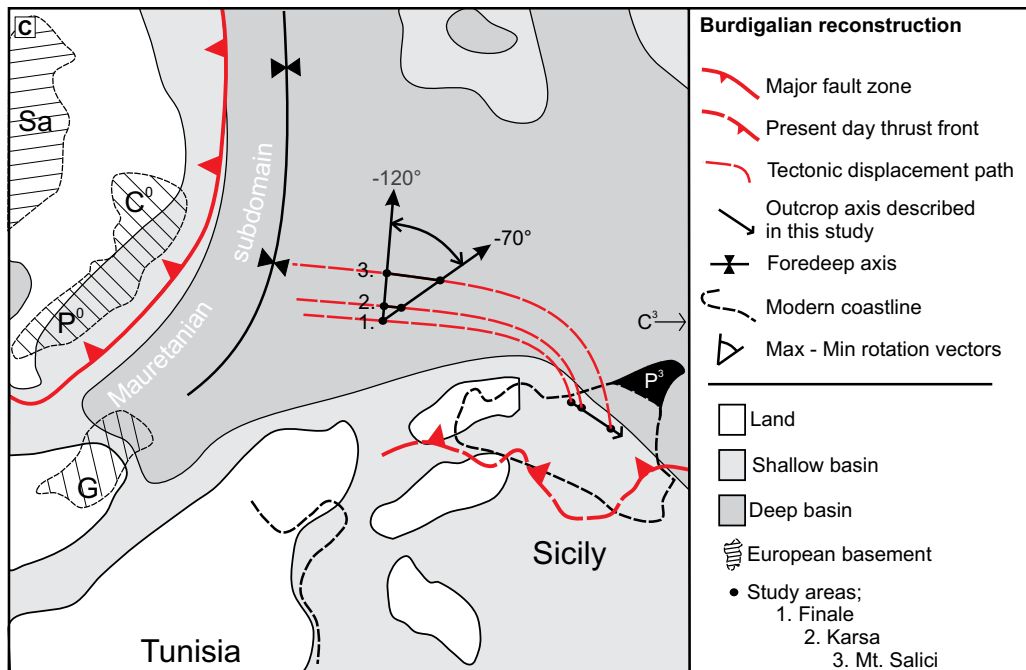 C
Sa
C⁰
P⁰
G
Mauretanian
subdomain
-120°
-70°
3.
2.
1.
C³
P³
Sicily
Tunisia
Burdigalian reconstruction
Major fault zone
Present day thrust front
Tectonic displacement path
Outcrop axis described
in this study
Foredeep axis
Modern coastline
Max - Min rotation vectors
Land
Shallow basin
Deep basin
European basement
Study areas;
1. Finale
2. Karsa
3. Mt. Salici